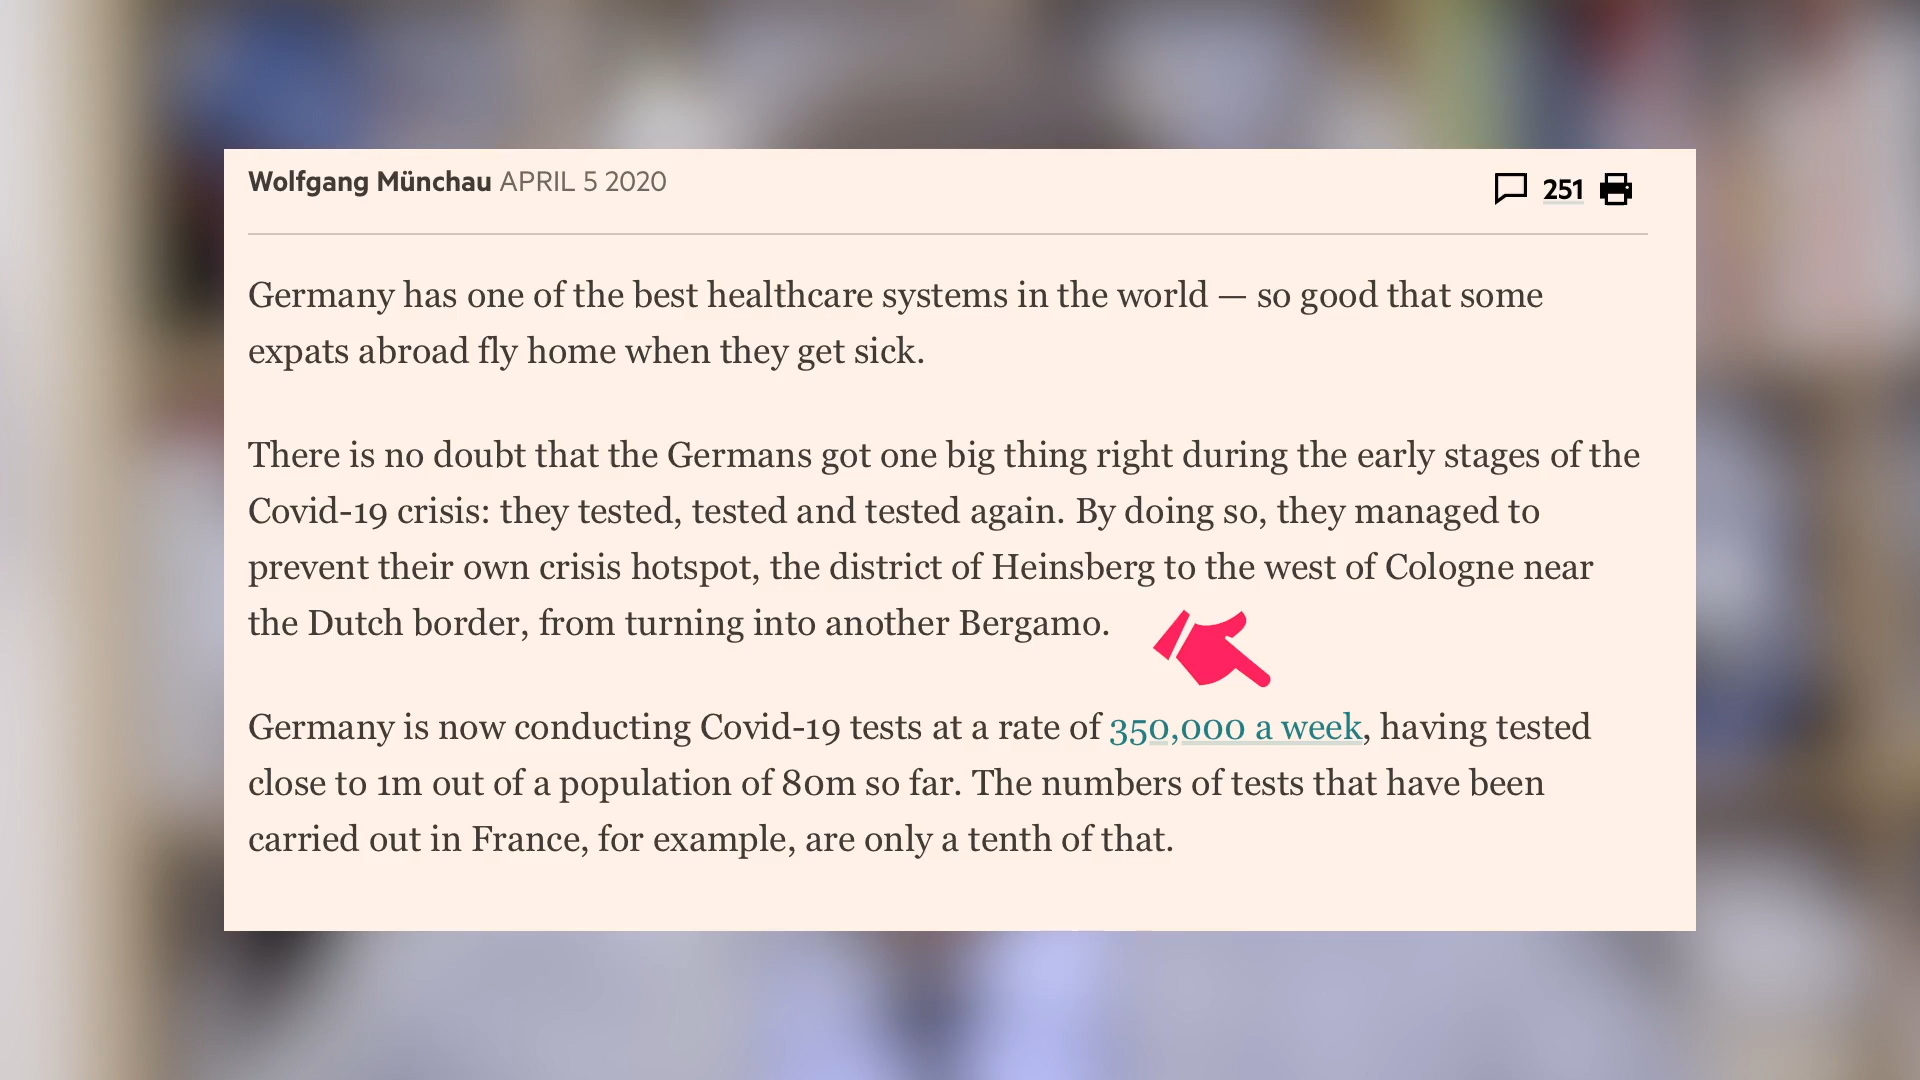 Wolfgang Münchau APRIL 5 2020
251
Germany has one of the best healthcare systems in the world — so good that some
expats abroad fly home when they get sick.
There is no doubt that the Germans got one big thing right during the early stages of the
Covid-19 crisis: they tested, tested and tested again. By doing so, they managed to
prevent their own crisis hotspot, the district of Heinsberg to the west of Cologne near
the Dutch border, from turning into another Bergamo.
Germany is now conducting Covid-19 tests at a rate of 350,000 a week, having tested
close to 1m out of a population of 80m so far. The numbers of tests that have been
carried out in France, for example, are only a tenth of that.